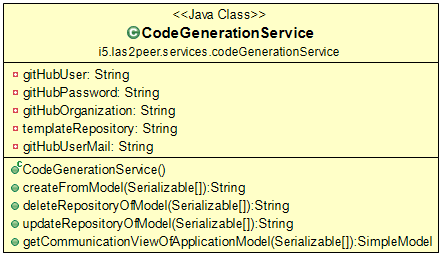 <<Java Class>>
CodeGenerationService
i5.las2peer.services.codeGenerationService
gitHubUser: String
gitHubPassword: String
gitHubOrganization: String
templateRepository: String
gitHubUserMail: String
CodeGenerationService()
createFromModel(Serializable[]):String
deleteRepositoryOfModel(Serializable[]):String
updateRepositoryOfModel(Serializable[]):String
getCommunicationViewOfApplicationModel(Serializable[]):SimpleModel